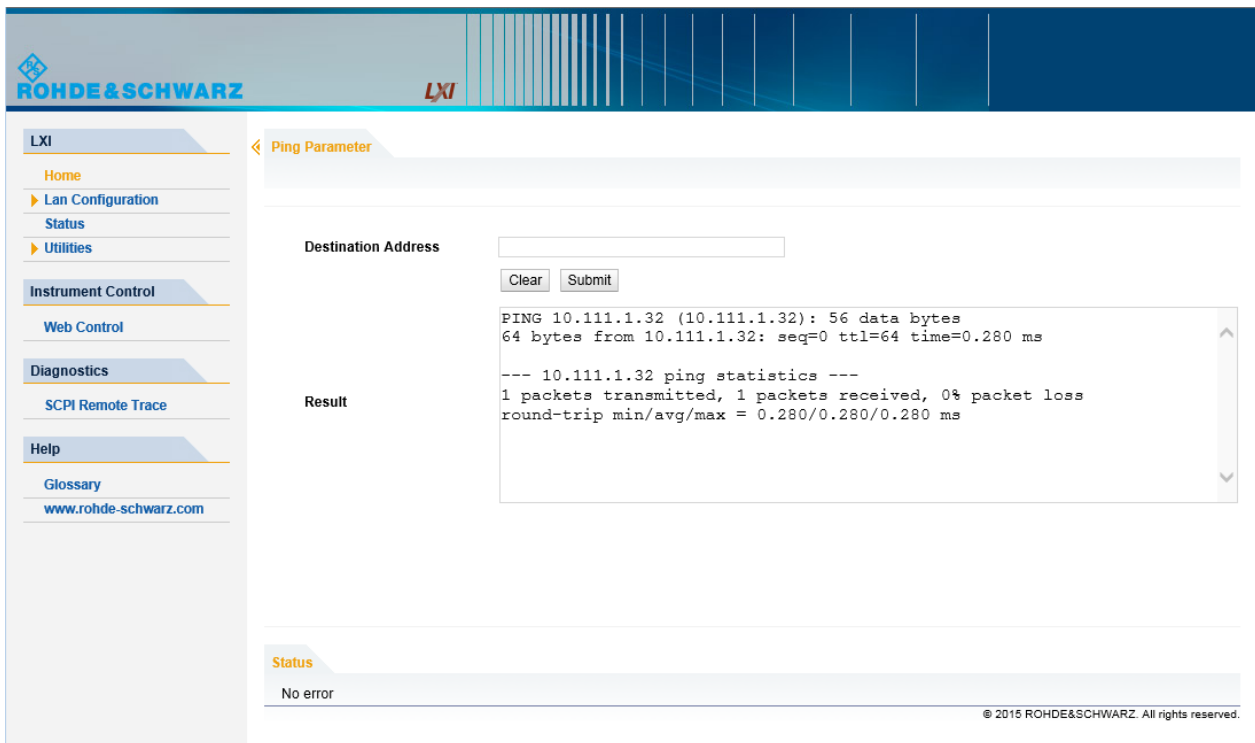 ROHDE&SCHWARZ
LXI
LXI
Home
Lan Configuration
Status
Utilities
Instrument Control
Web Control
Diagnostics
SCPI Remote Trace
Help
Glossary
www.rohde-schwarz.com
Ping Parameter
Destination Address
Clear Submit
Result
PING 10.111.1.32 (10.111.1.32): 56 data bytes
64 bytes from 10.111.1.32: seq=0 ttl=64 time=0.280 ms
--- 10.111.1.32 ping statistics ---
1 packets transmitted, 1 packets received, 0% packet loss
round-trip min/avg/max = 0.280/0.280/0.280 ms
Status
No error
© 2015 ROHDE&SCHWARZ. All rights reserved.